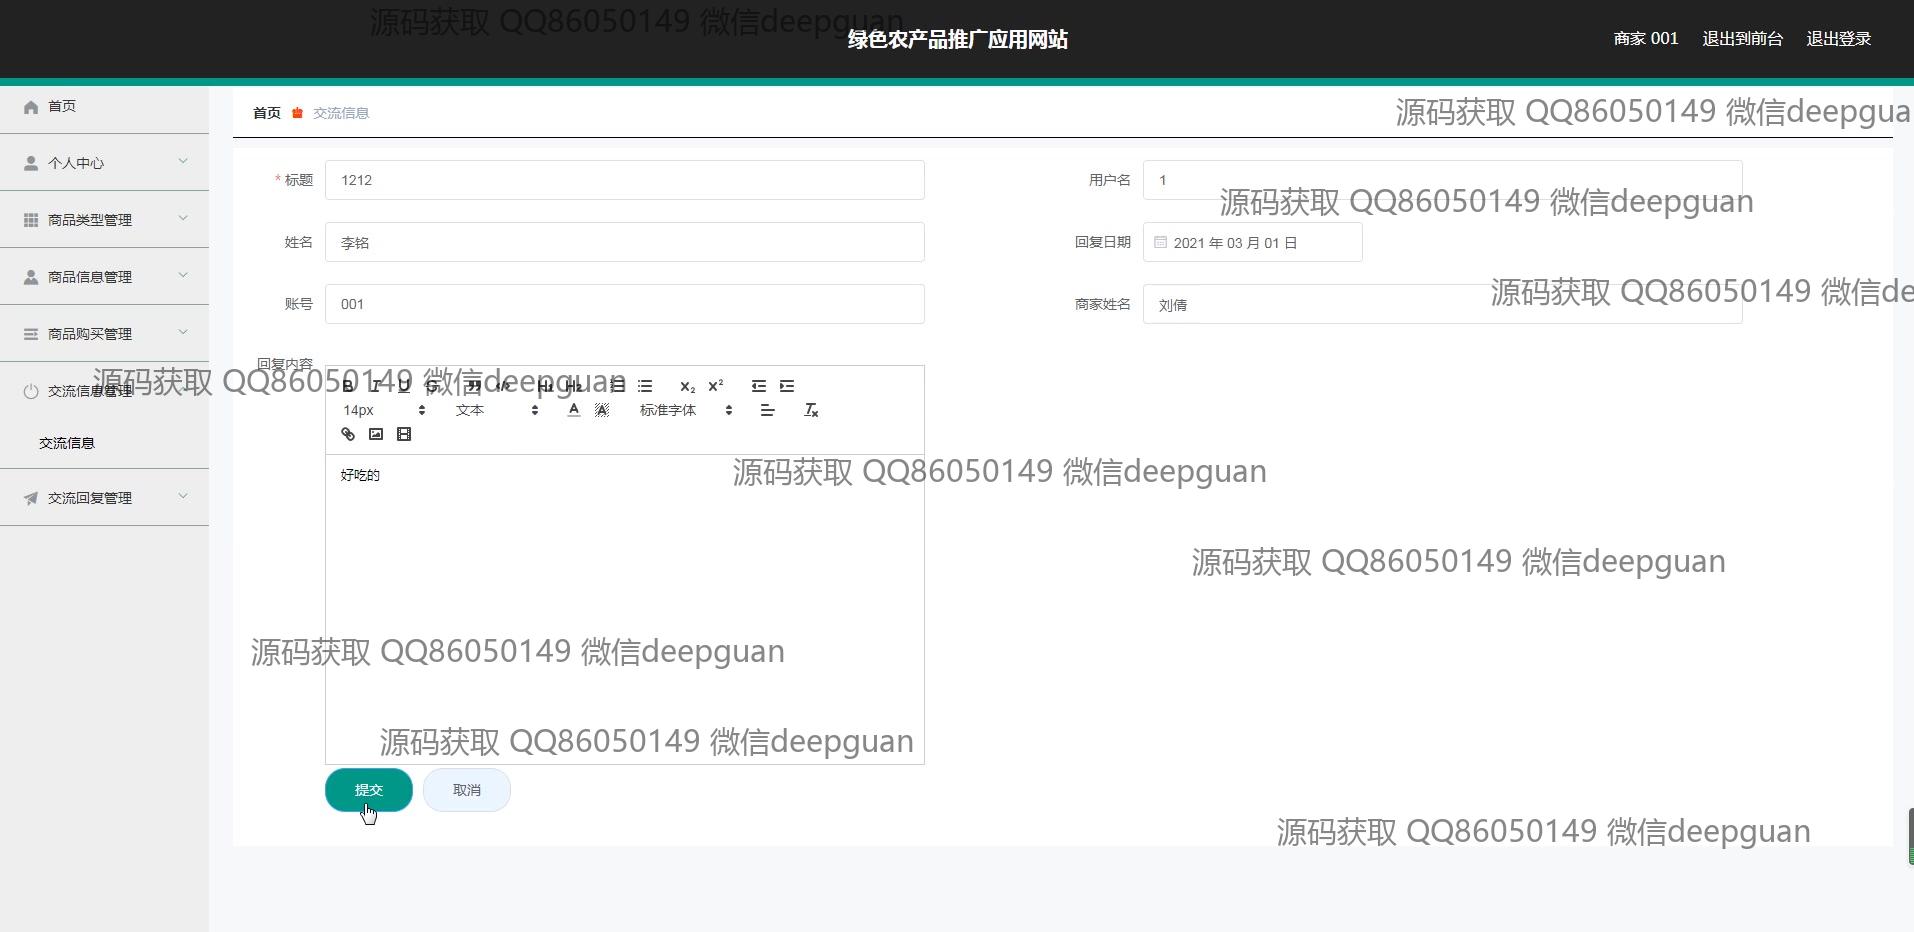 源码获取 QQ86050149 微信deepguan
绿色农产品推广应用网站
商家 001 退出到前台 退出登录
首页
个人中心
商品类型管理
商品信息管理
商品购买管理
交流信息管理
交流信息
交流回复管理
首页 交流信息
源码获取 QQ86050149 微信deepgua
* 标题 1212
用户名 1
源码获取 QQ86050149 微信deepguan
姓名 李铭
回复日期 2021 年 03 月 01 日
源码获取 QQ86050149 微信de
账号 001
商家姓名 刘倩
回复内容
源码获取 QQ86050149 微信deepguan
B I U S H1 H2 x2 x2
14px 文本 A A 标准字体 Tx
好吃的
源码获取 QQ86050149 微信deepguan
源码获取 QQ86050149 微信deepguan
源码获取 QQ86050149 微信deepguan
源码获取 QQ86050149 微信deepguan
提交 取消
源码获取 QQ86050149 微信deepguan